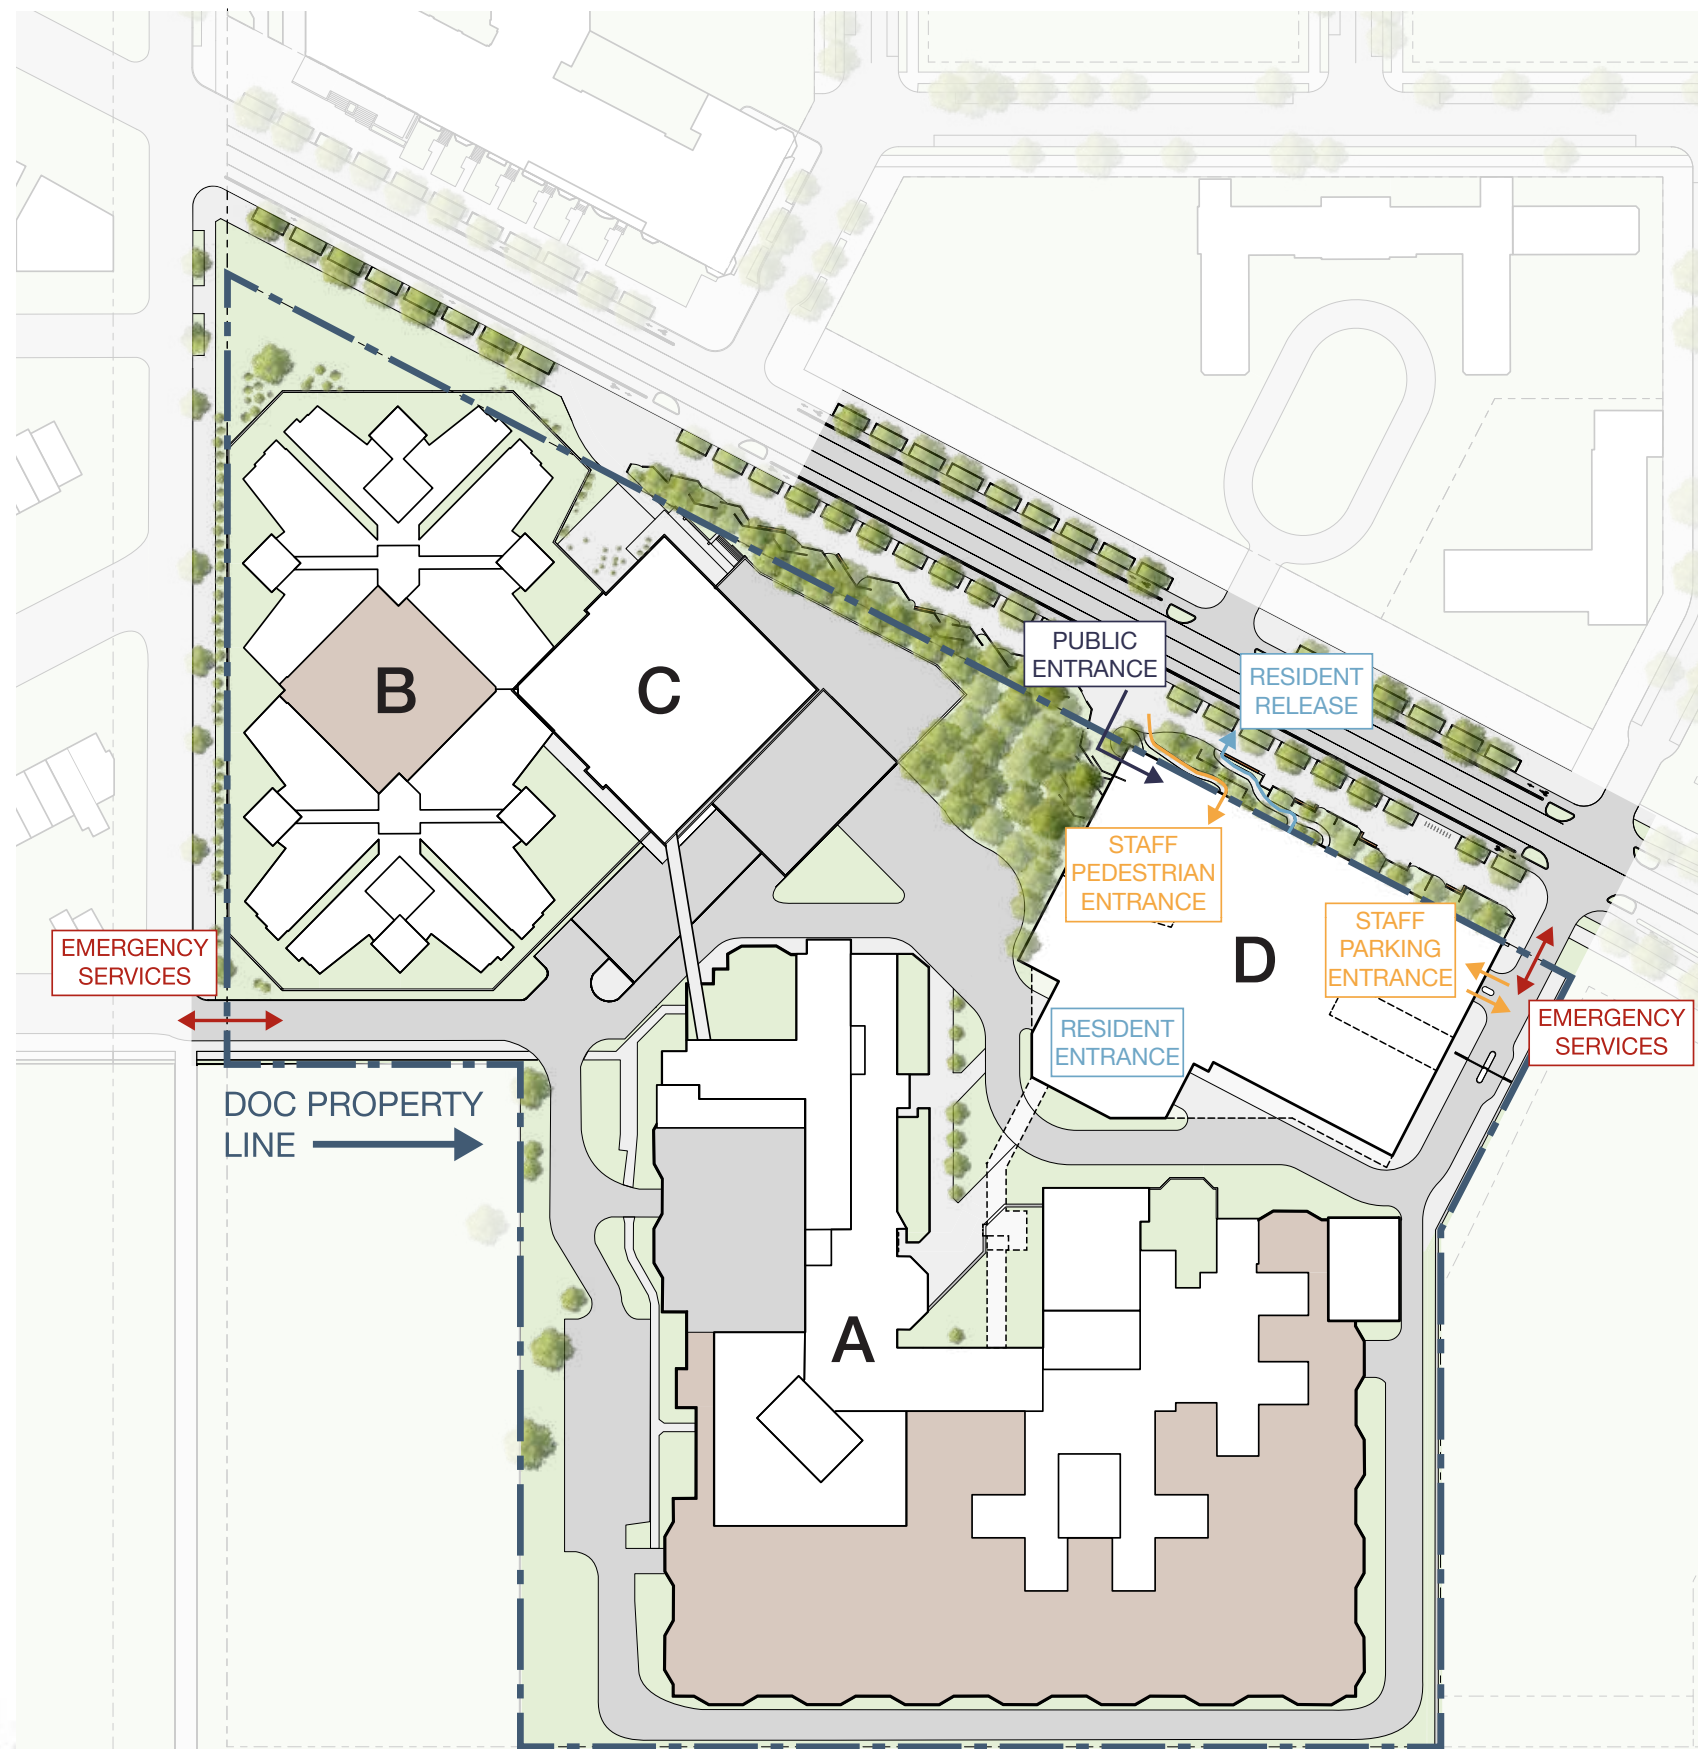 B
C
PUBLIC
ENTRANCE
RESIDENT
RELEASE
STAFF
PEDESTRIAN
ENTRANCE
D
STAFF
PARKING
ENTRANCE
EMERGENCY
SERVICES
EMERGENCY
SERVICES
RESIDENT
ENTRANCE
DOC PROPERTY
LINE
A